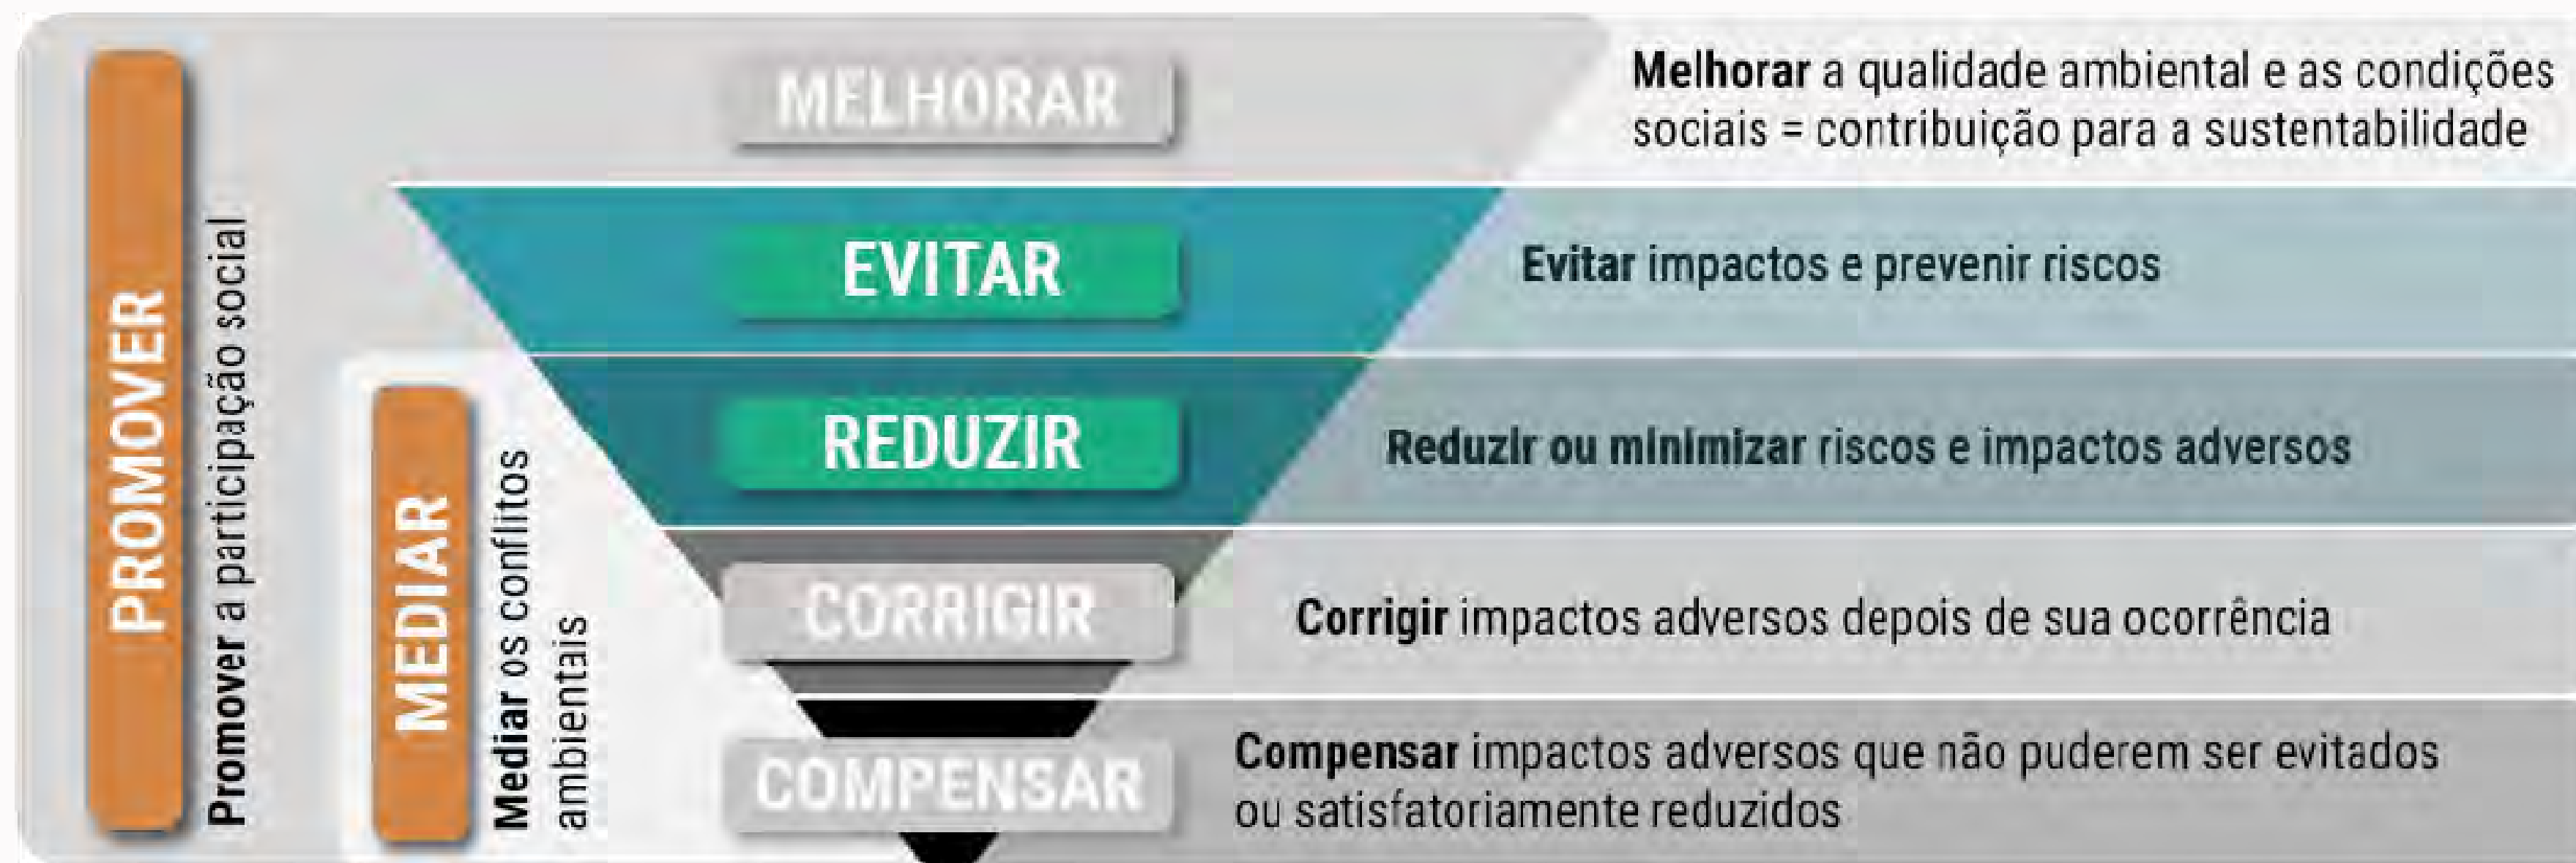 PROMOVER
Promover a participação social
MEDIAR
Mediar os conflitos
ambientais
MELHORAR
Melhorar a qualidade ambiental e as condições
sociais = contribuição para a sustentabilidade
EVITAR
Evitar impactos e prevenir riscos
REDUZIR
Reduzir ou minimizar riscos e impactos adversos
CORRIGIR
Corrigir impactos adversos depois de sua ocorrência
COMPENSAR
Compensar impactos adversos que não puderem ser evitados
ou satisfatoriamente reduzidos